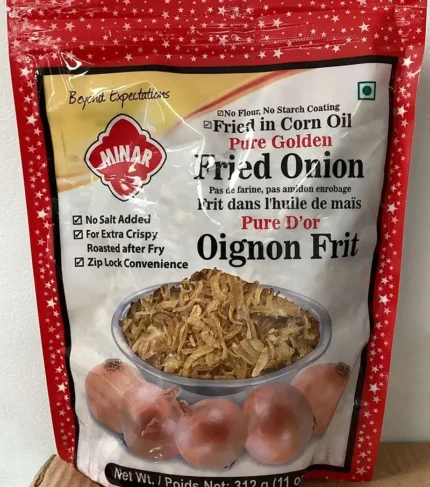 Beyond Expectations
MINAR
☑ No Flour, No Starch Coating
☑ Fried in Corn Oil
Pure Golden
Fried Onion
Pas de farine, pas amidon enrobage
Frit dans l'huile de maïs
Pure D'or
Oignon Frit
☑ No Salt Added
☑ For Extra Crispy
Roasted after Fry
☑ Zip Lock Convenience
Net Wt. / Poids Net: 312 g (11 o